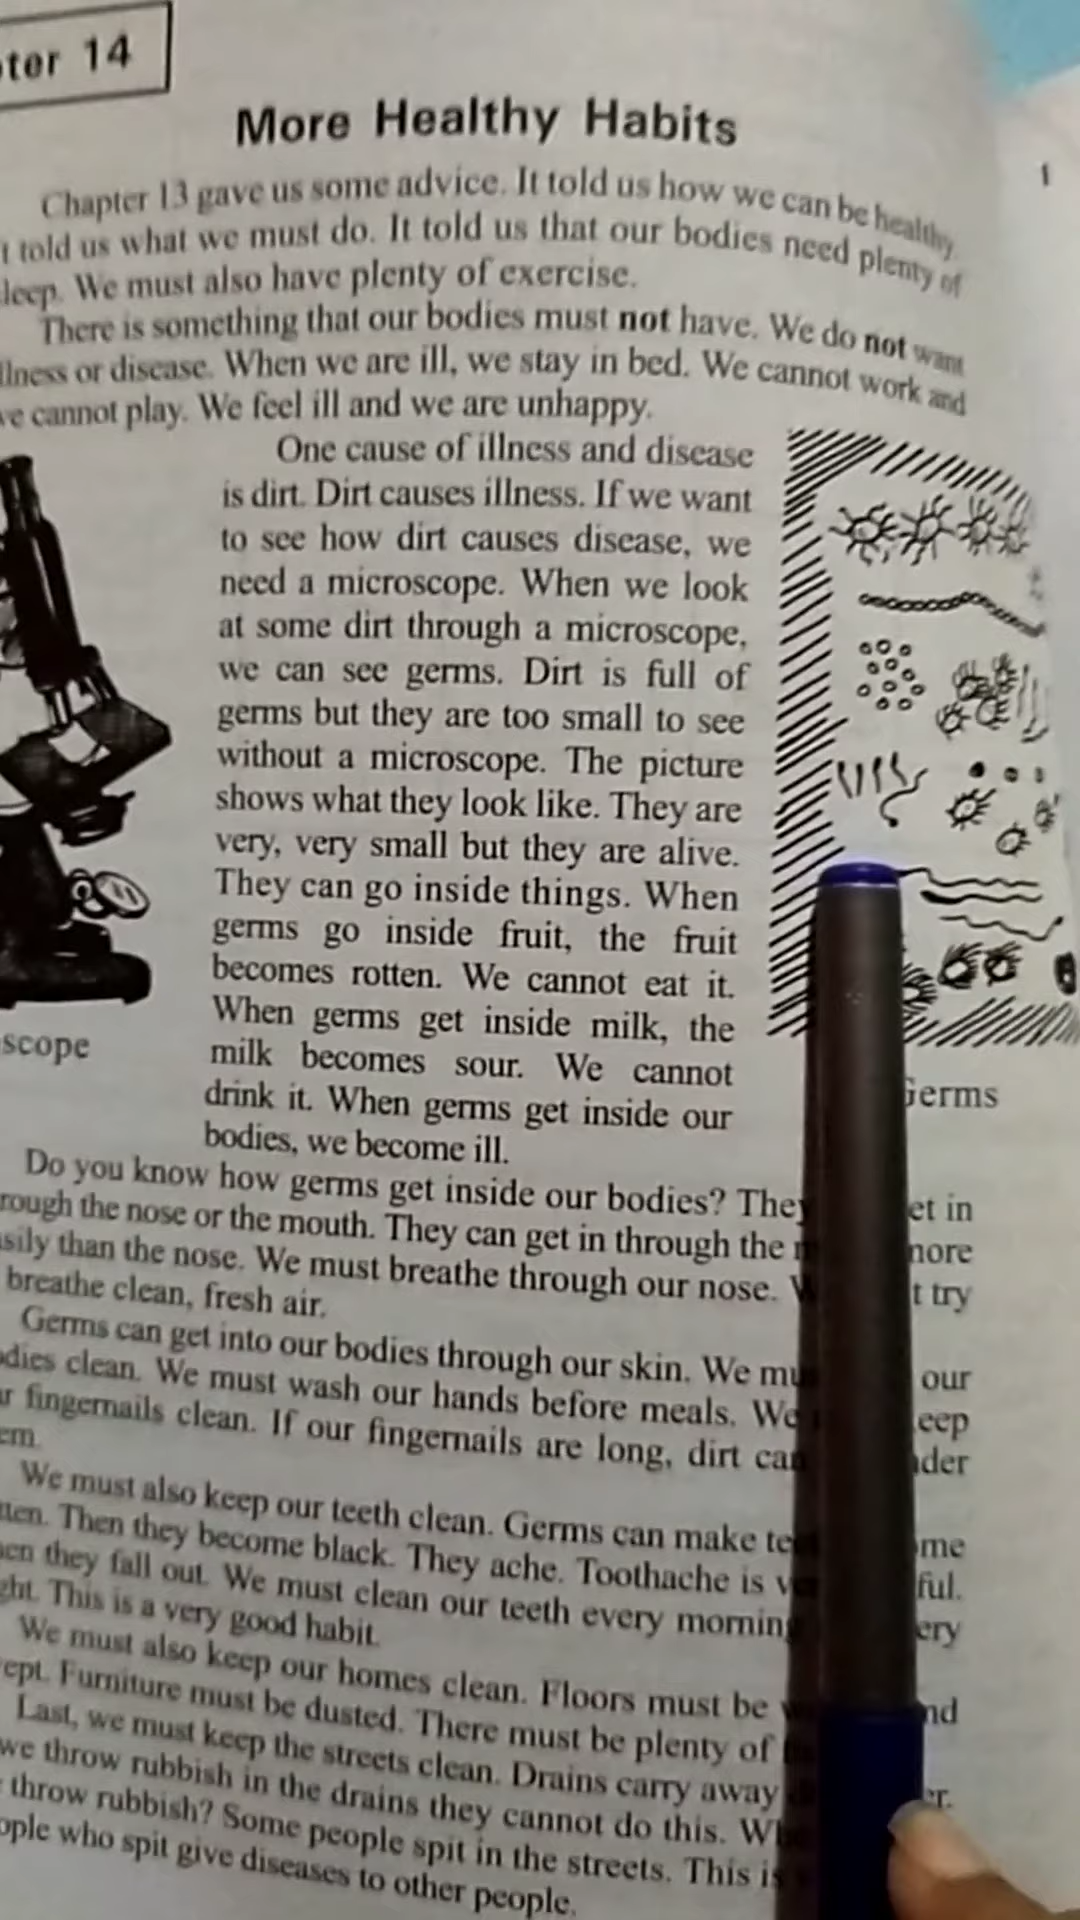 ter 14
More Healthy Habits
1
Chapter 13 gave us some advice. It told us how we can be healthy.
t told us what we must do. It told us that our bodies need plenty of
leep. We must also have plenty of exercise.
There is something that our bodies must not have. We do not want
llness or disease. When we are ill, we stay in bed. We cannot work and
we cannot play. We feel ill and we are unhappy.
One cause of illness and disease
is dirt. Dirt causes illness. If we want
to see how dirt causes disease, we
need a microscope. When we look
at some dirt through a microscope,
we can see germs. Dirt is full of
germs but they are too small to see
without a microscope. The picture
shows what they look like. They are
very, very small but they are alive.
They can go inside things. When
germs go inside fruit, the fruit
becomes rotten. We cannot eat it.
When germs get inside milk, the
milk becomes sour. We cannot
drink it. When germs get inside our
bodies, we become ill.
scope
Germs
Do you know how germs get inside our bodies? They et in
rough the nose or the mouth. They can get in through the more
sily than the nose. We must breathe through our nose. t try
breathe clean, fresh air.
Germs can get into our bodies through our skin. We mu our
dies clean. We must wash our hands before meals. We eep
r fingernails clean. If our fingernails are long, dirt can der
em.
We must also keep our teeth clean. Germs can make te me
tten. Then they become black. They ache. Toothache is v ful.
en they fall out. We must clean our teeth every morning ery
ght. This is a very good habit.
We must also keep our homes clean. Floors must be nd
ept. Furniture must be dusted. There must be plenty of
Last, we must keep the streets clean. Drains carry away er.
we throw rubbish in the drains they cannot do this. Wh
throw rubbish? Some people spit in the streets. This is
ople who spit give diseases to other people.